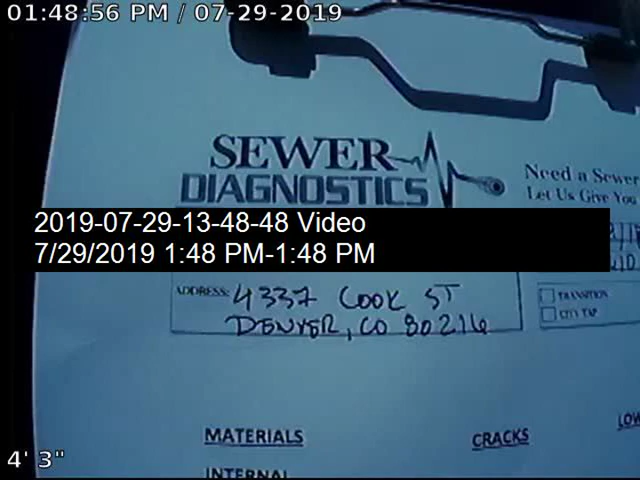 01:48:56 PM / 07-29-2019
SEWER
DIAGNOSTICS
Need a Sewer
Let Us Give You
2019-07-29-13-48-48 Video
7/29/2019 1:48 PM-1:48 PM
ADDRESS: 4337 COOK ST
DENVER, CO 80216
TRANSITION
CITY TAP
MATERIALS
CRACKS
LOW
INTERNAL
4' 3"